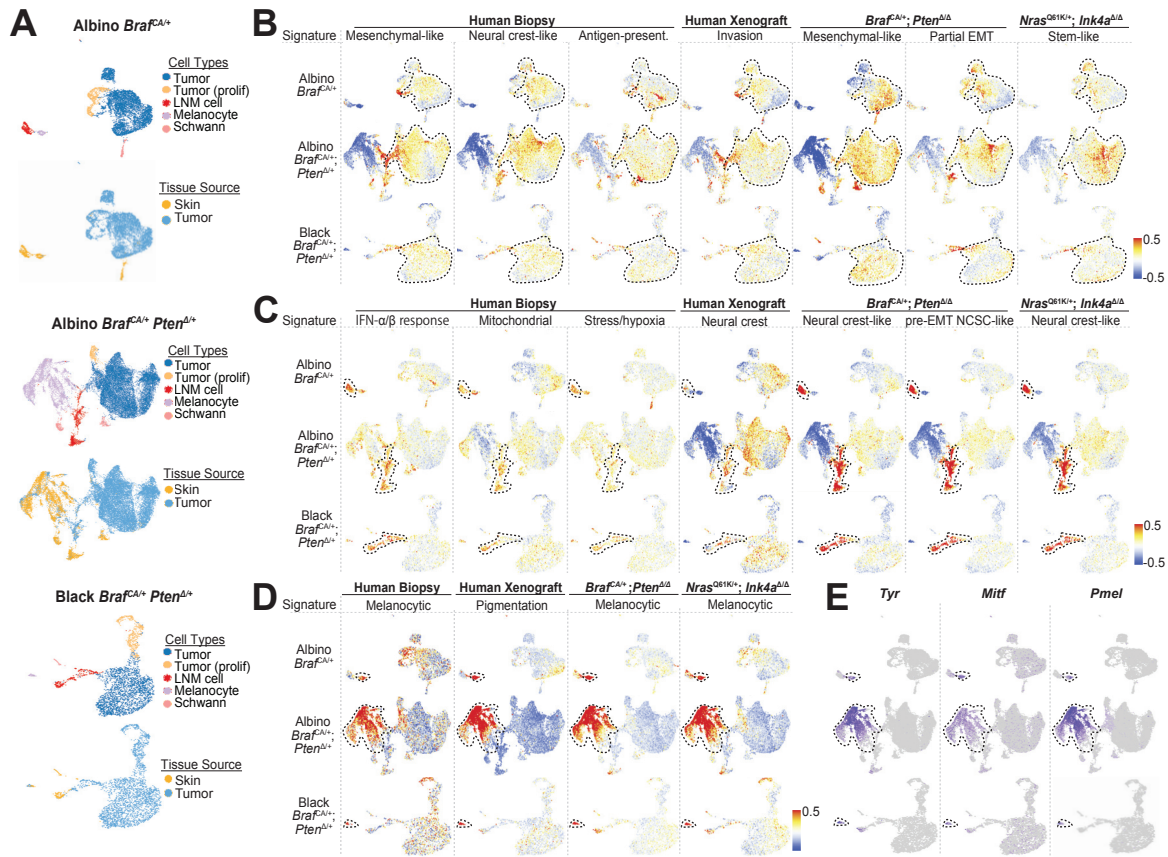 A
Albino Braf^CA/+
Cell Types
Tumor
Tumor (prolif)
LNM cell
Melanocyte
Schwann
Tissue Source
Skin
Tumor
Albino Braf^CA/+ Pten^Δ/+
Cell Types
Tumor
Tumor (prolif)
LNM cell
Melanocyte
Schwann
Tissue Source
Skin
Tumor
Black Braf^CA/+ Pten^Δ/+
Cell Types
Tumor
Tumor (prolif)
LNM cell
Melanocyte
Schwann
Tissue Source
Skin
Tumor
B
Human Biopsy Human Xenograft Braf^CA/+; Pten^Δ/Δ Nras^Q61K/+; Ink4a^Δ/Δ
Signature Mesenchymal-like Neural crest-like Antigen-present. Invasion Mesenchymal-like Partial EMT Stem-like
Albino
Braf^CA/+
Albino
Braf^CA/+;
Pten^Δ/+
Black
Braf^CA/+;
Pten^Δ/+
0.5
-0.5
C
Human Biopsy Human Xenograft Braf^CA/+; Pten^Δ/Δ Nras^Q61K/+; Ink4a^Δ/Δ
Signature IFN-α/β response Mitochondrial Stress/hypoxia Neural crest Neural crest-like pre-EMT NCSC-like Neural crest-like
Albino
Braf^CA/+
Albino
Braf^CA/+;
Pten^Δ/+
Black
Braf^CA/+;
Pten^Δ/+
0.5
-0.5
D
Human Biopsy Human Xenograft Braf^CA/+;Pten^Δ/Δ Nras^Q61K/+; Ink4a^Δ/Δ
Signature Melanocytic Pigmentation Melanocytic Melanocytic
Albino
Braf^CA/+
Albino
Braf^CA/+;
Pten^Δ/+
Black
Braf^CA/+;
Pten^Δ/+
0.5
-0.5
E
Tyr Mitf Pmel